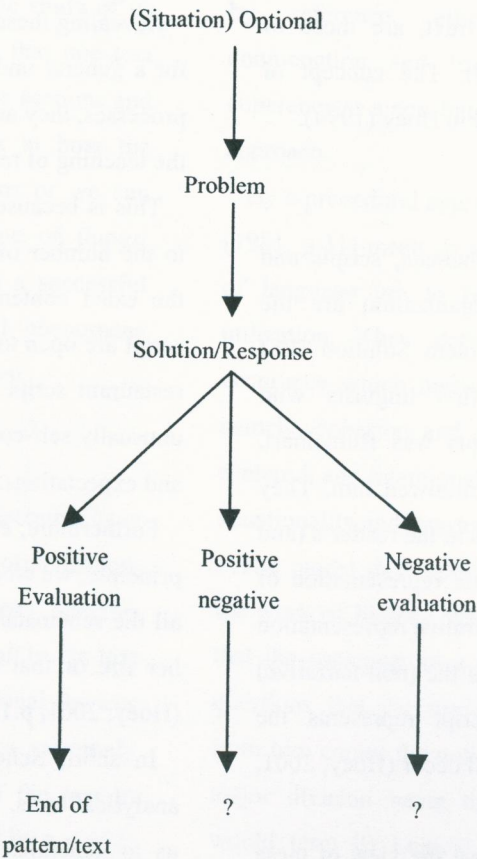 (Situation) Optional
Problem
Solution/Response
Positive
Evaluation
Positive
negative
Negative
evaluation
End of
pattern/text
?
?